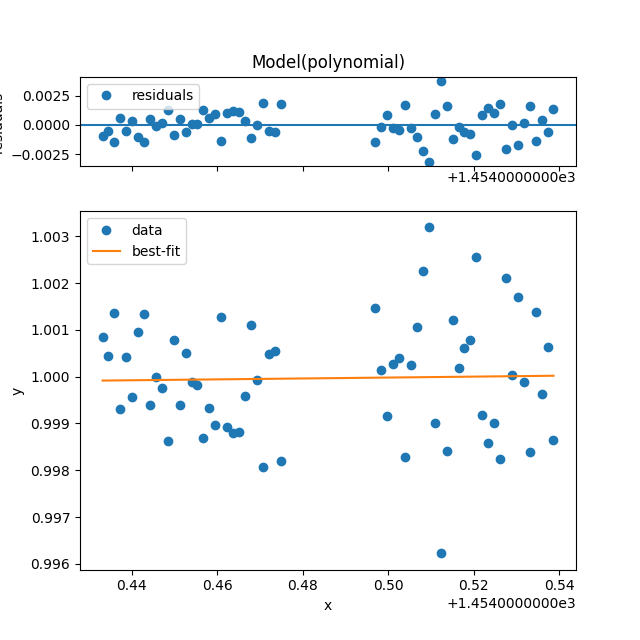 Model(polynomial)
residuals
0.0025
0.0000
−0.0025
residuals
+1.4540000000e3
data
best-fit
1.003
1.002
1.001
1.000
0.999
0.998
0.997
0.996
y
0.44
0.46
0.48
0.50
0.52
0.54
x
+1.4540000000e3